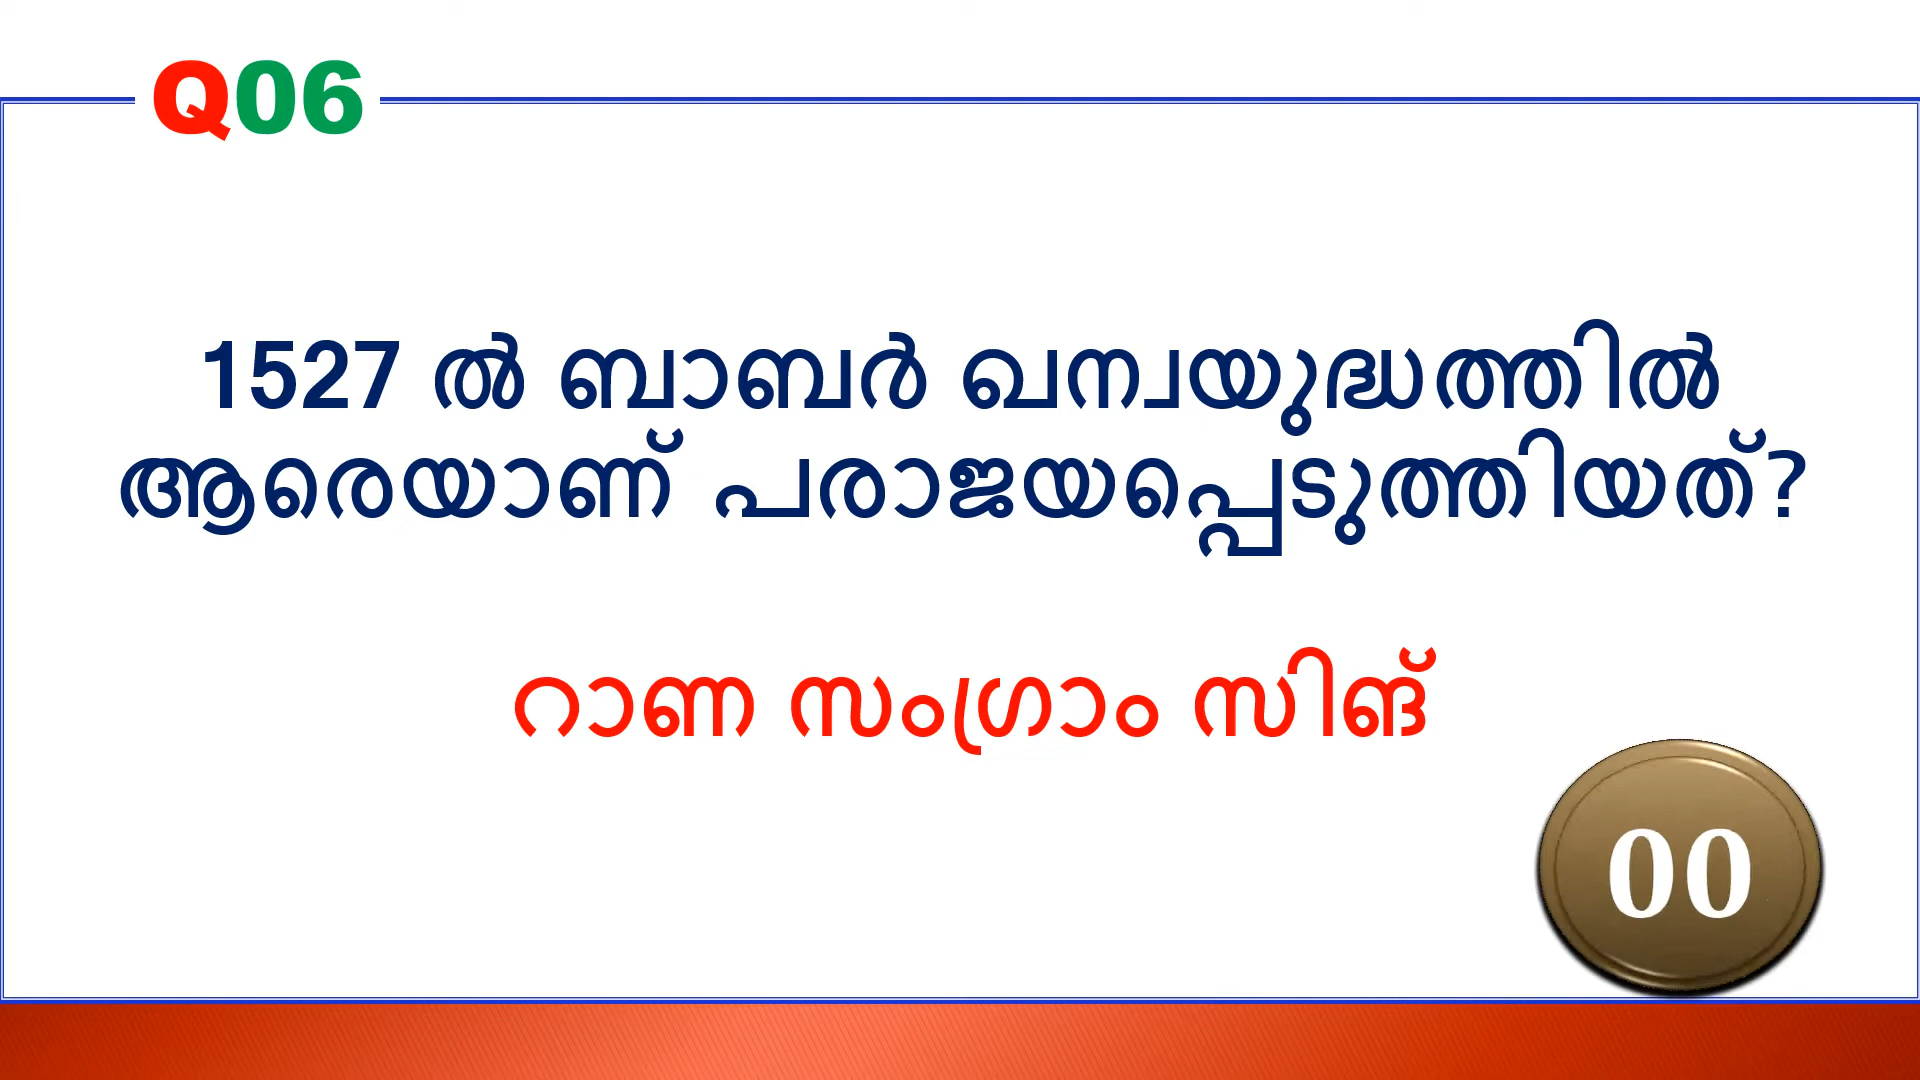 Q06
1527 ൽ ബാബർ ഖന്വയുദ്ധത്തിൽ
ആരെയാണ് പരാജയപ്പെടുത്തിയത്?
റാണ സംഗ്രാം സിങ്
00